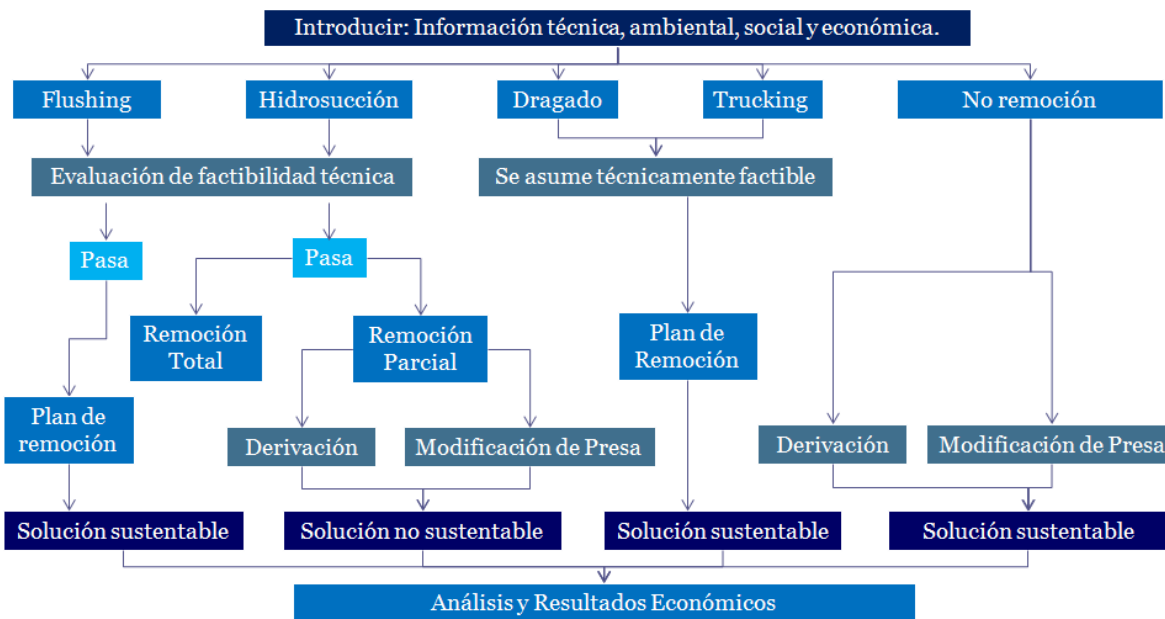 Introducir: Información técnica, ambiental, social y económica.
Flushing
Hidrosucción
Dragado
Trucking
No remoción
Evaluación de factibilidad técnica
Se asume técnicamente factible
Pasa
Pasa
Remoción
Total
Remoción
Parcial
Plan de
Remoción
Plan de
remoción
Derivación
Modificación de Presa
Derivación
Modificación de Presa
Solución sustentable
Solución no sustentable
Solución sustentable
Solución sustentable
Análisis y Resultados Económicos